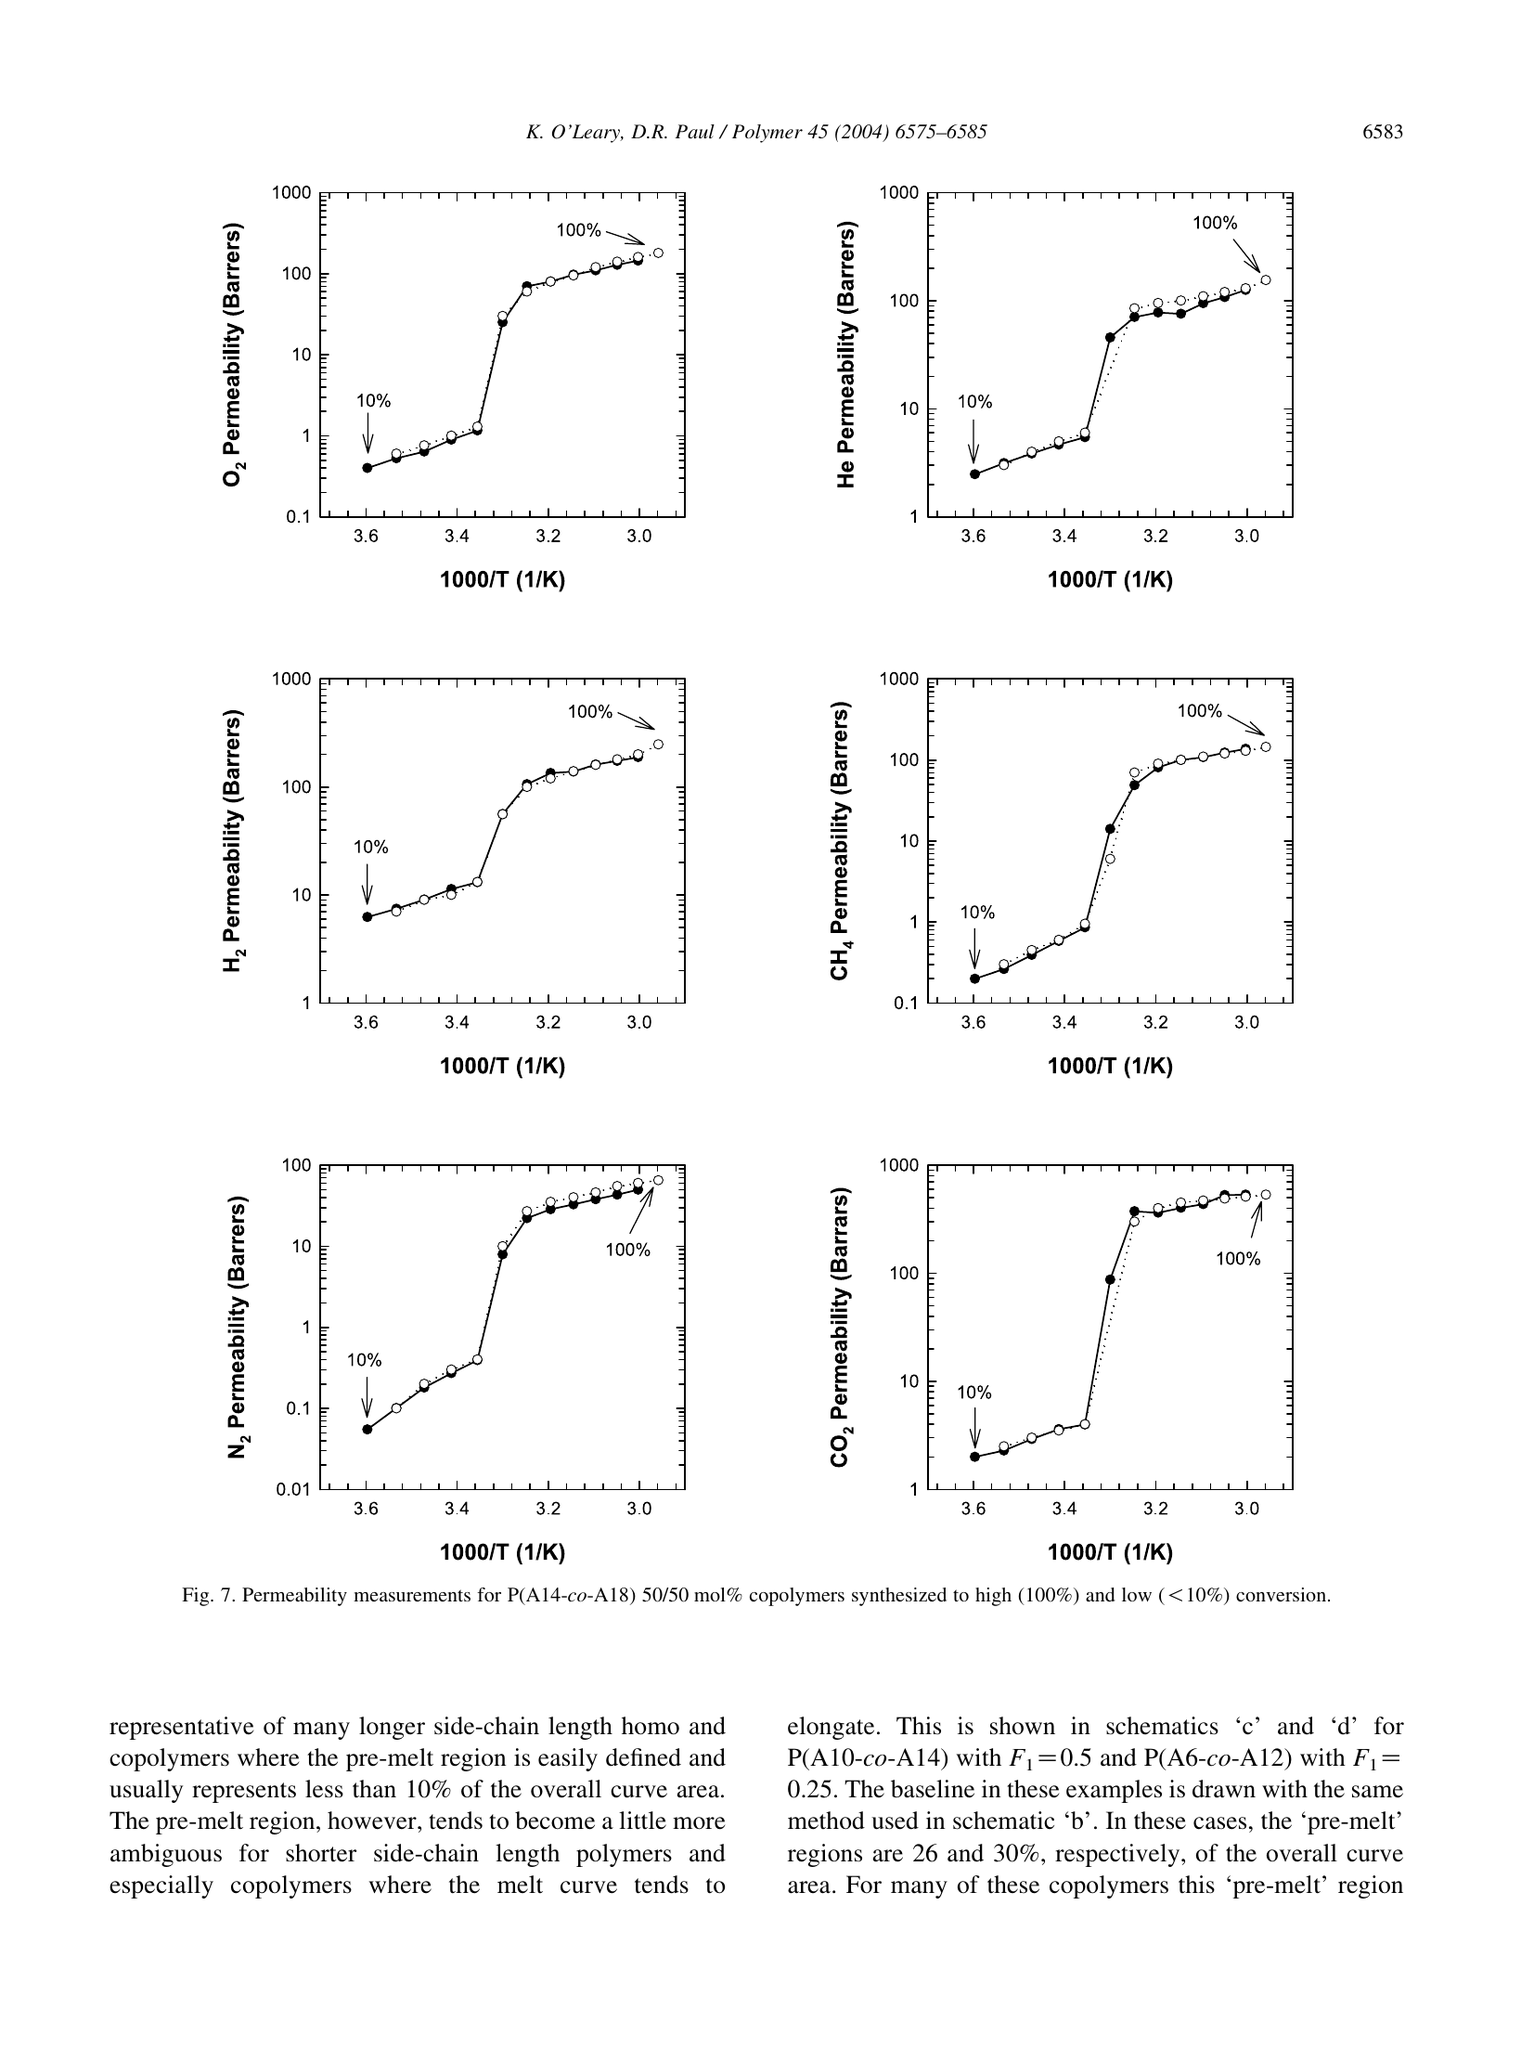 K. O'Leary, D.R. Paul / Polymer 45 (2004) 6575–6585
6583
O2 Permeability (Barrers)
1000
100
10
1
0.1
100%
10%
3.6
3.4
3.2
3.0
1000/T (1/K)
He Permeability (Barrers)
1000
100
10
1
100%
10%
3.6
3.4
3.2
3.0
1000/T (1/K)
H2 Permeability (Barrers)
1000
100
10
1
100%
10%
3.6
3.4
3.2
3.0
1000/T (1/K)
CH4 Permeability (Barrers)
1000
100
10
1
0.1
100%
10%
3.6
3.4
3.2
3.0
1000/T (1/K)
N2 Permeability (Barrers)
100
10
1
0.1
0.01
100%
10%
3.6
3.4
3.2
3.0
1000/T (1/K)
CO2 Permeability (Barrars)
1000
100
10
1
100%
10%
3.6
3.4
3.2
3.0
1000/T (1/K)
Fig. 7. Permeability measurements for P(A14-co-A18) 50/50 mol% copolymers synthesized to high (100%) and low (<10%) conversion.
representative of many longer side-chain length homo and
copolymers where the pre-melt region is easily defined and
usually represents less than 10% of the overall curve area.
The pre-melt region, however, tends to become a little more
ambiguous for shorter side-chain length polymers and
especially copolymers where the melt curve tends to
elongate. This is shown in schematics 'c' and 'd' for
P(A10-co-A14) with F1=0.5 and P(A6-co-A12) with F1=
0.25. The baseline in these examples is drawn with the same
method used in schematic 'b'. In these cases, the 'pre-melt'
regions are 26 and 30%, respectively, of the overall curve
area. For many of these copolymers this 'pre-melt' region